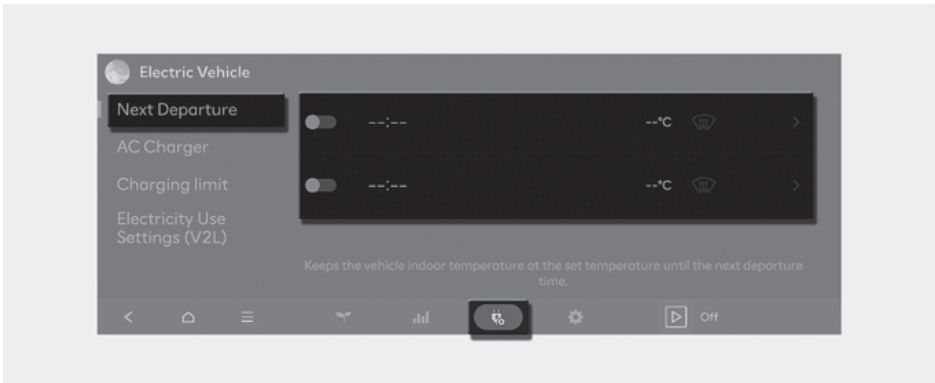 Electric Vehicle
Next Departure
AC Charger
Charging limit
Electricity Use
Settings (V2L)
--:-- --°C
--:-- --°C
Keeps the vehicle indoor temperature at the set temperature until the next departure
time.
Off